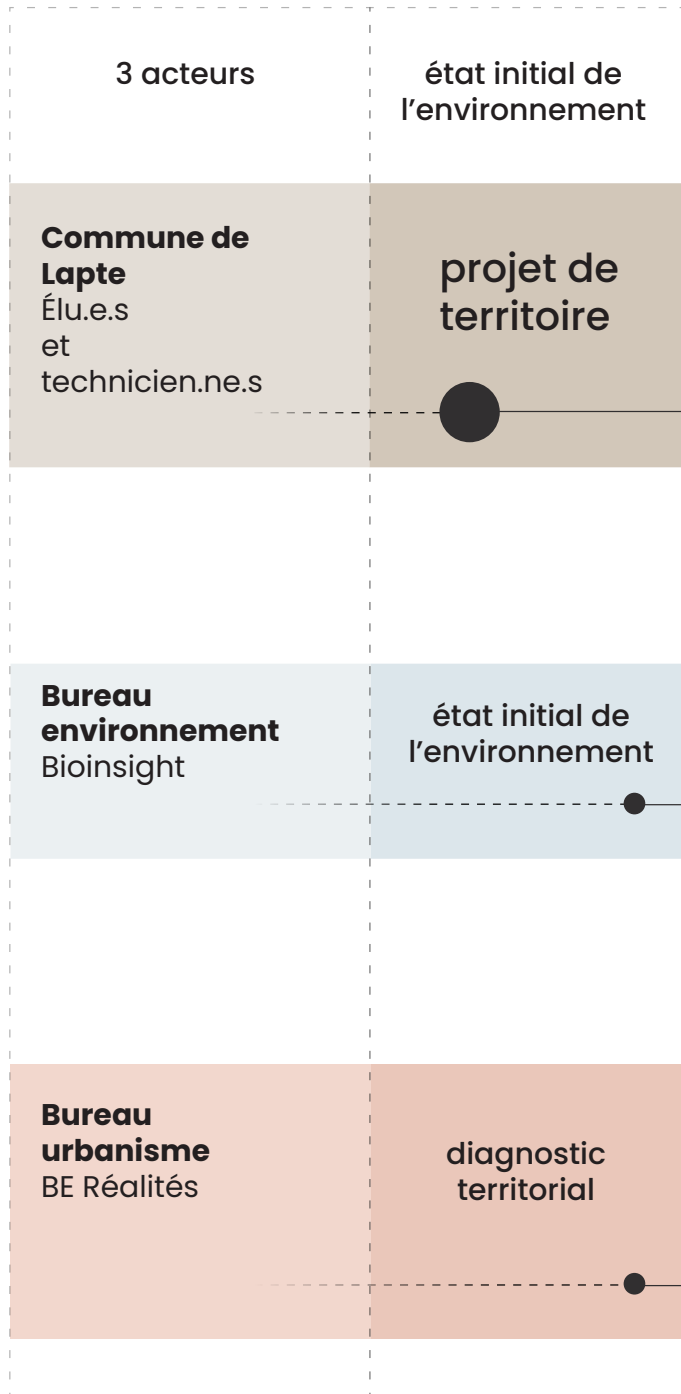 3 acteurs
état initial de
l’environnement
Commune de
Lapte
Élu.e.s
et
technicien.ne.s
projet de
territoire
Bureau
environnement
Bioinsight
état initial de
l’environnement
Bureau
urbanisme
BE Réalités
diagnostic
territorial